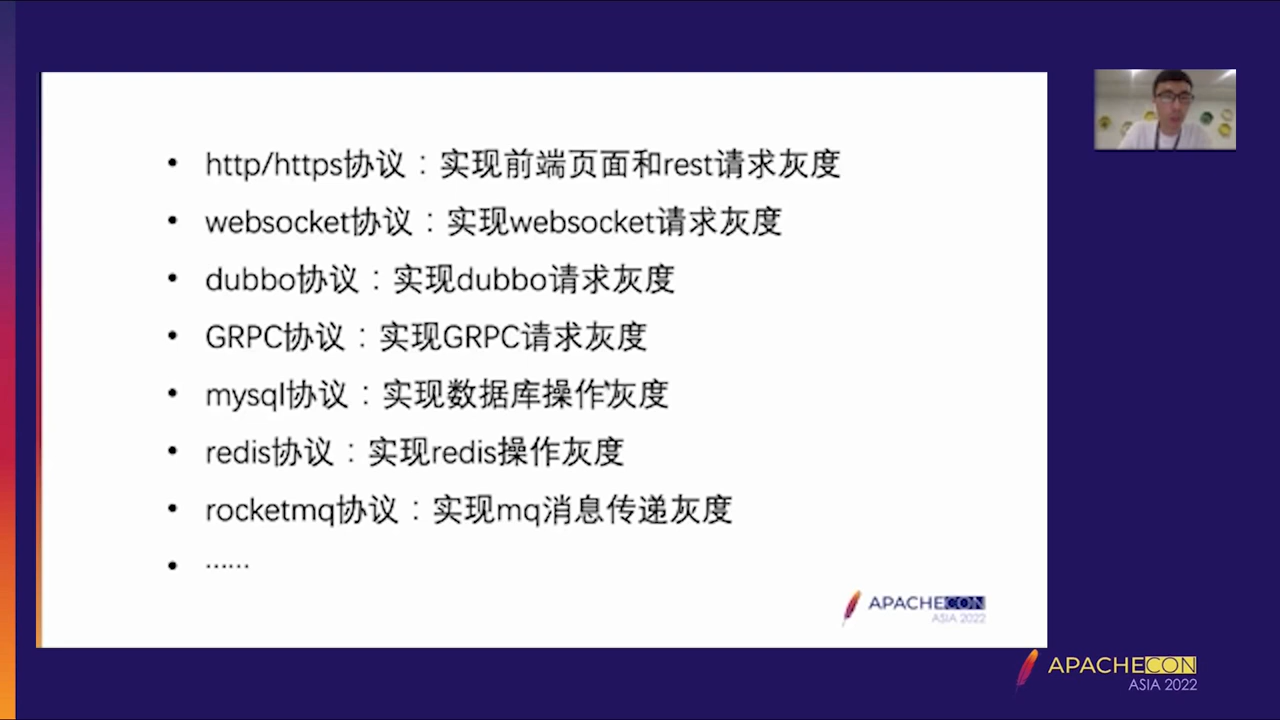 • http/https协议：实现前端页面和rest请求灰度
• websocket协议：实现websocket请求灰度
• dubbo协议：实现dubbo请求灰度
• GRPC协议：实现GRPC请求灰度
• mysql协议：实现数据库操作灰度
• redis协议：实现redis操作灰度
• rocketmq协议：实现mq消息传递灰度
• ……
APACHECON
ASIA 2022
APACHECON
ASIA 2022